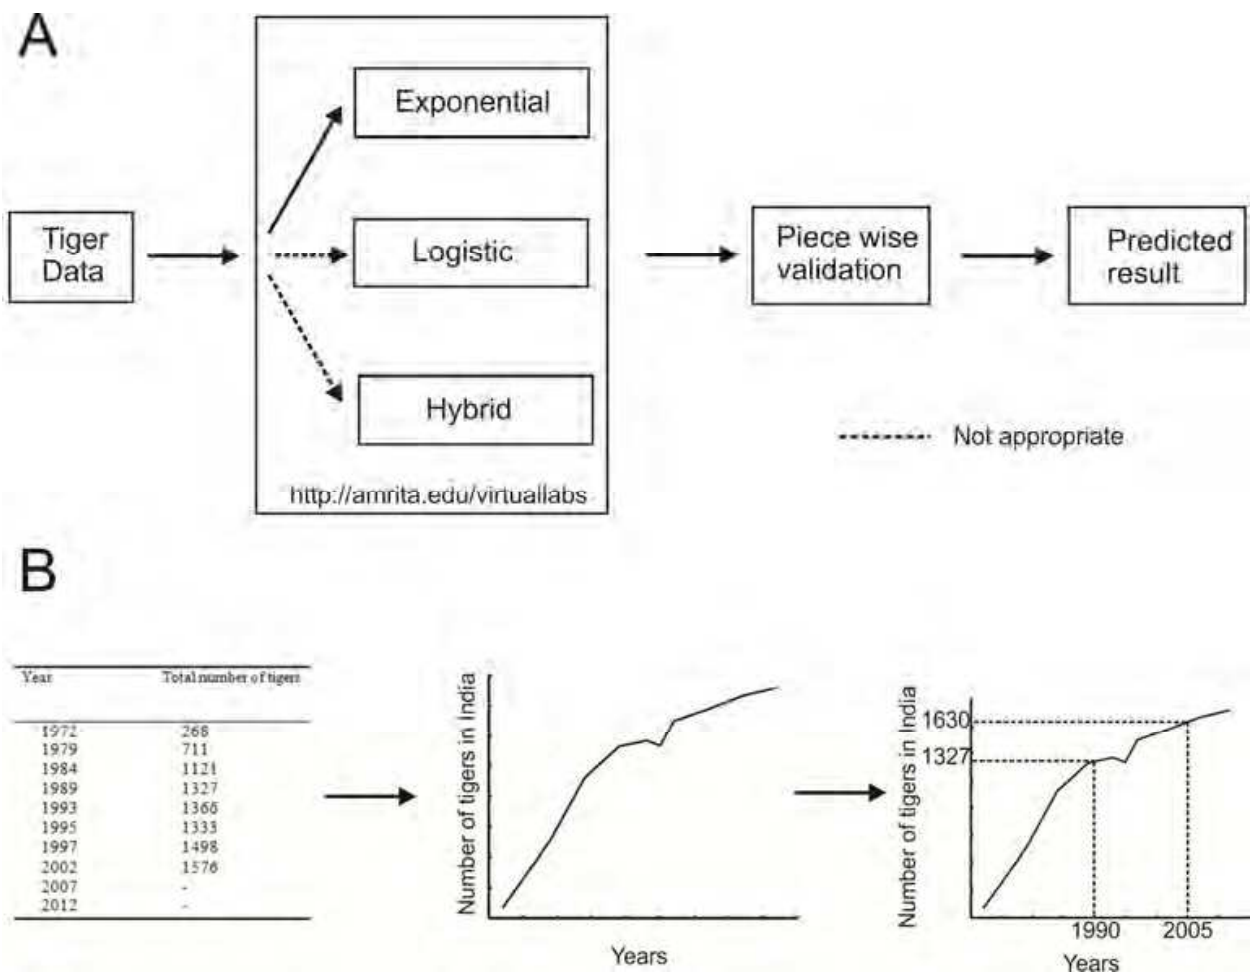 A
Exponential
Tiger
Data
Logistic
Hybrid
http://amrita.edu/virtuallabs
Piece wise
validation
Predicted
result
Not appropriate
B
Year Total number of tigers
1972 268
1979 711
1984 1121
1989 1327
1993 1366
1995 1333
1997 1498
2002 1576
2007 -
2012 -
Number of tigers in India
Years
Number of tigers in India
1630
1327
1990 2005
Years